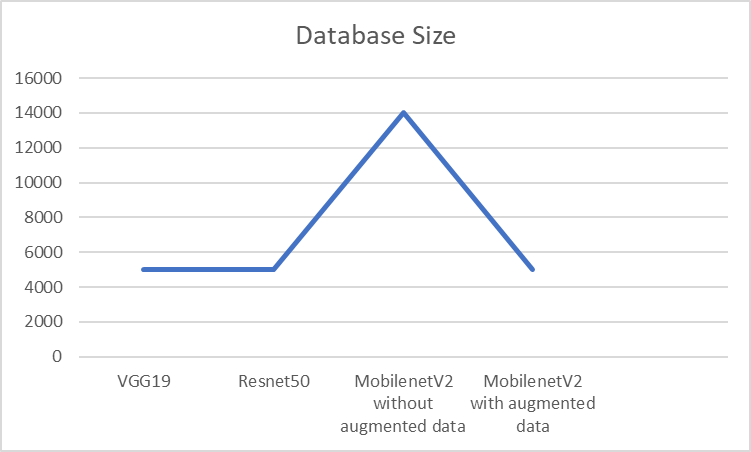 Database Size
16000
14000
12000
10000
8000
6000
4000
2000
0
VGG19
Resnet50
MobilenetV2
without
augmented data
MobilenetV2
with augmented
data